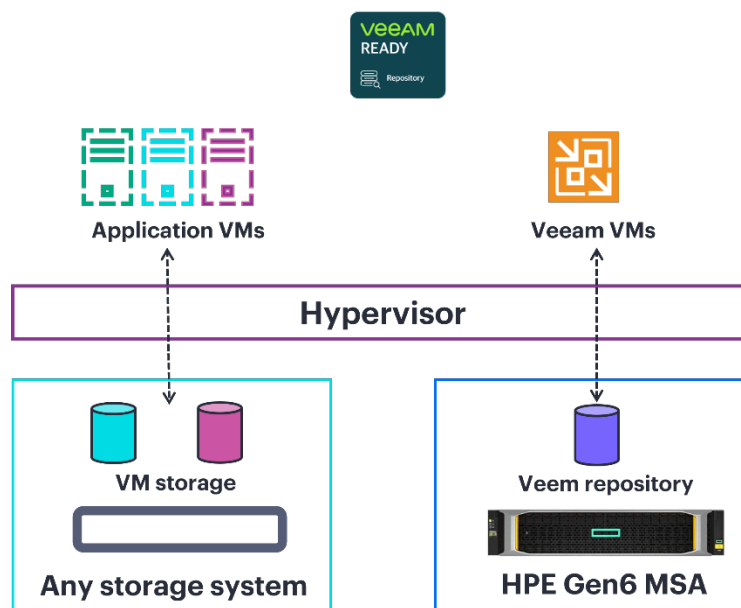 veeAM
READY
Repository
Application VMs
Veeam VMs
Hypervisor
VM storage
Veem repository
Any storage system
HPE Gen6 MSA